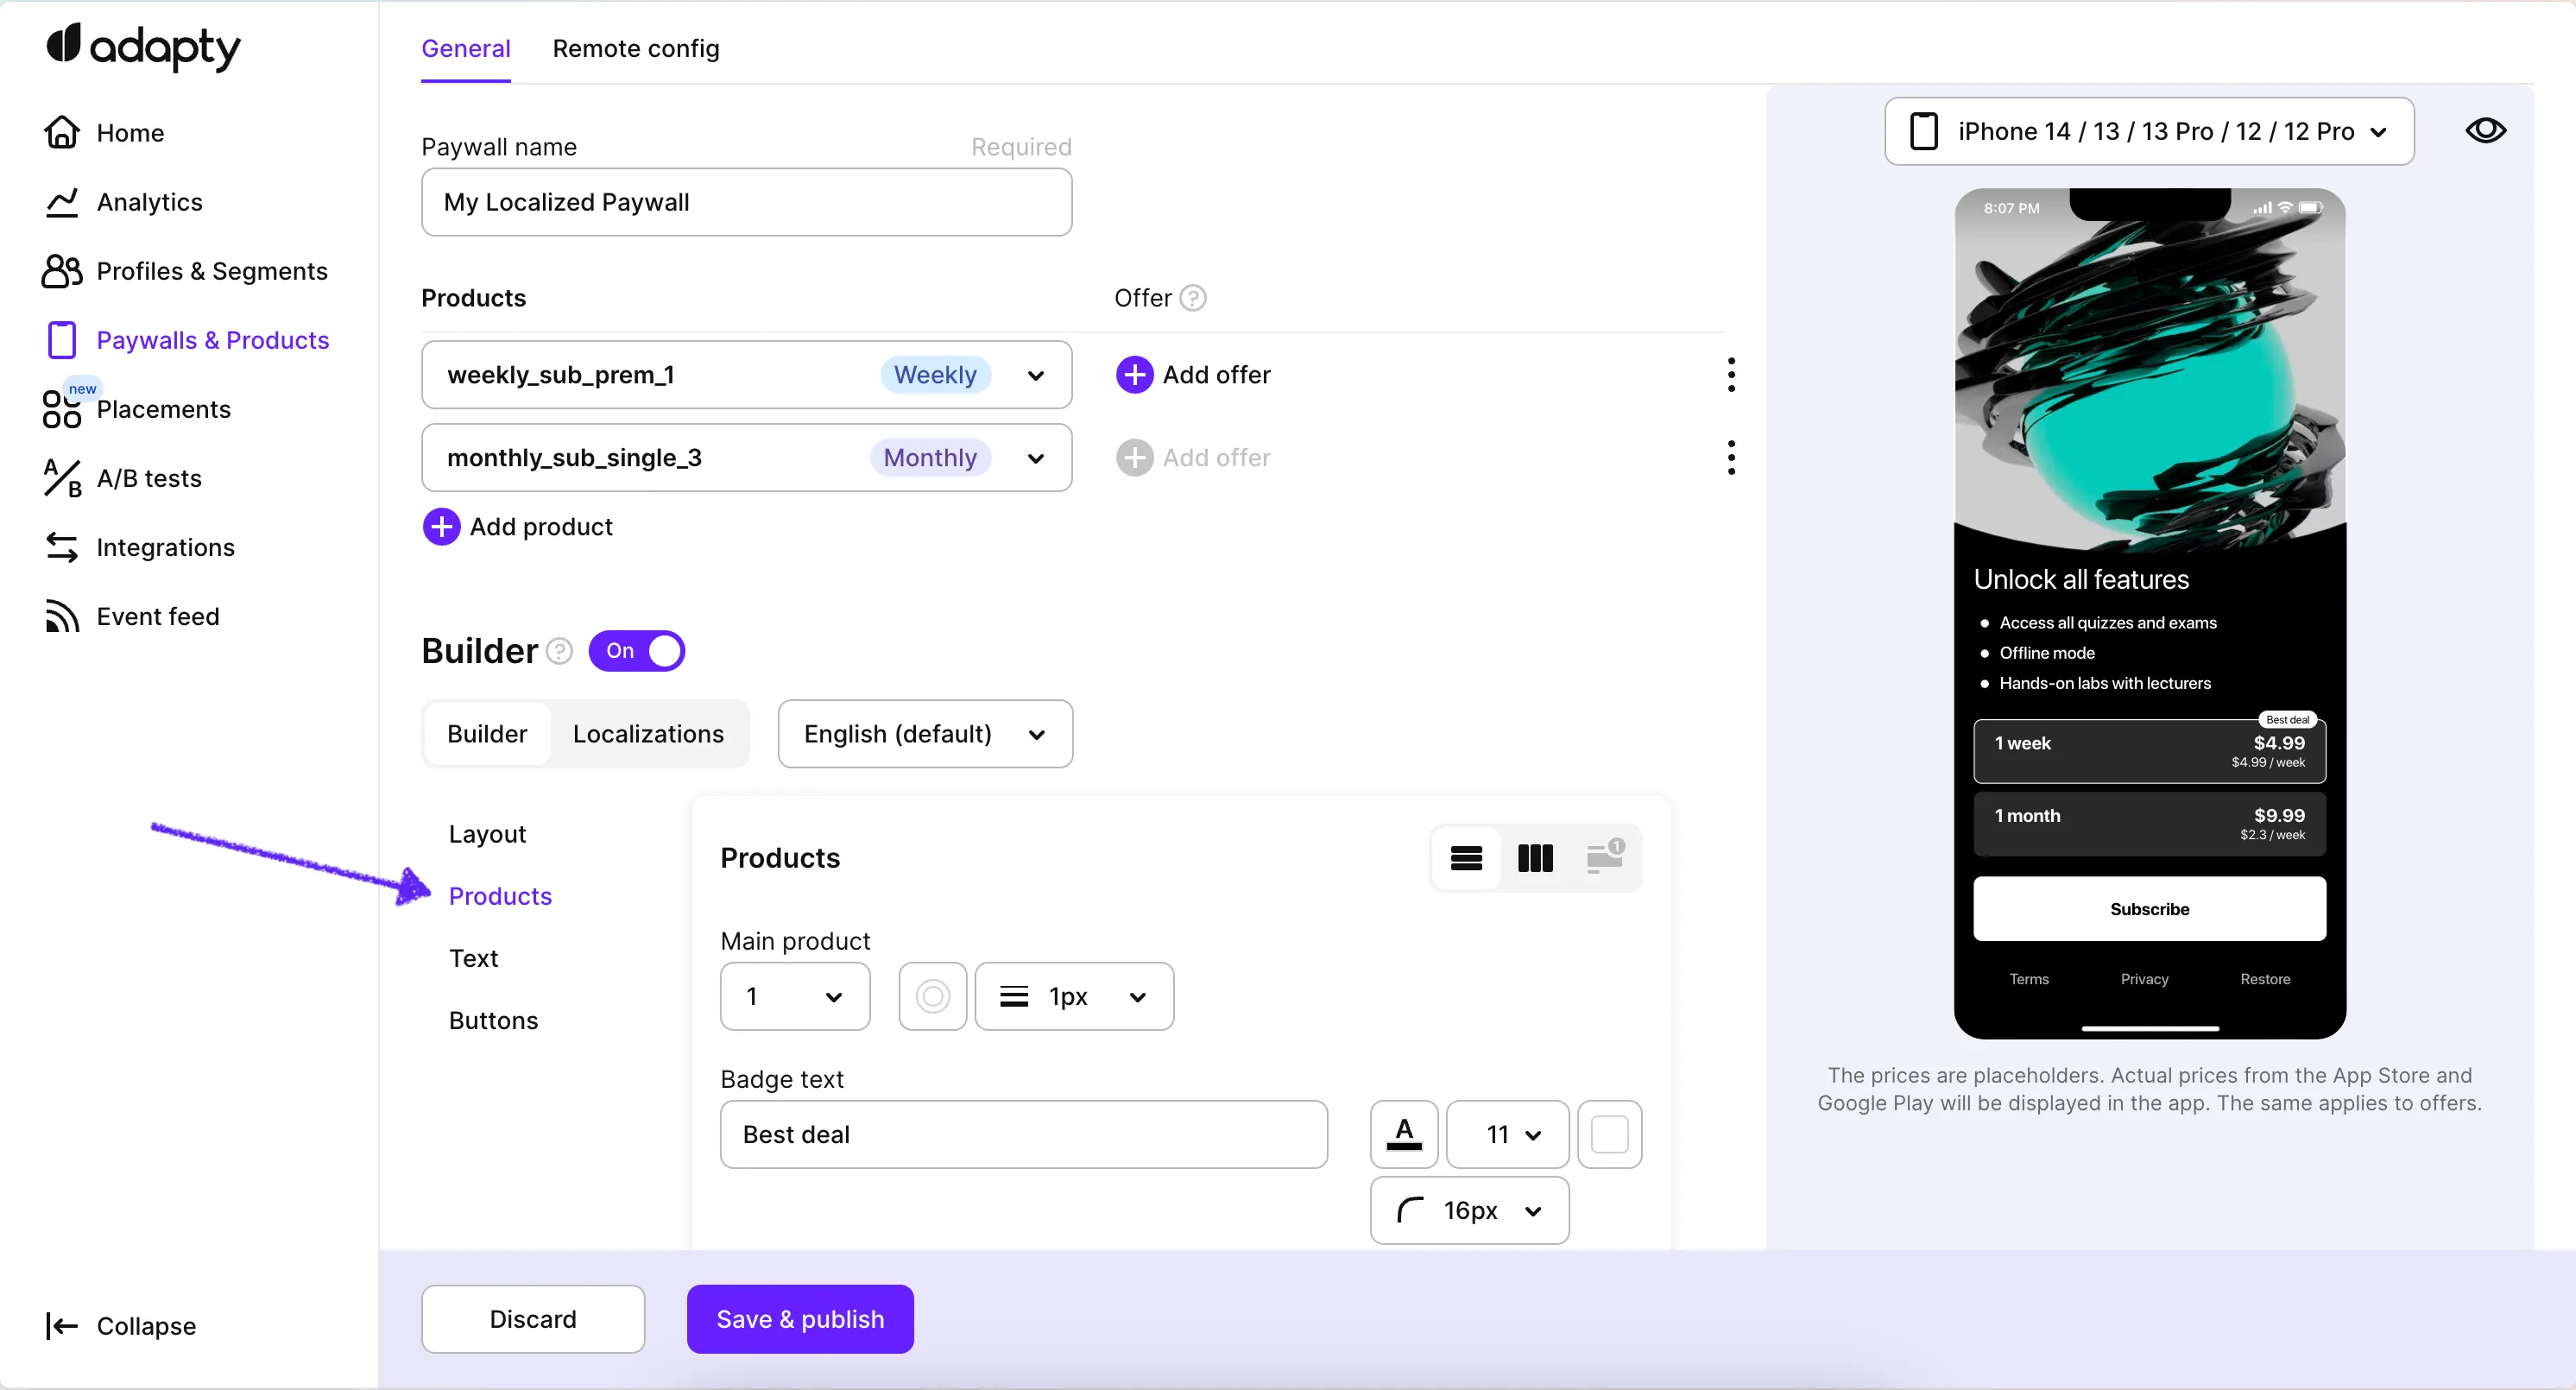 adapty
Home
Analytics
Profiles & Segments
Paywalls & Products
new
Placements
A/B tests
Integrations
Event feed
Collapse
General
Remote config
Paywall name
Required
My Localized Paywall
Products
Offer ?
weekly_sub_prem_1
Weekly
Add offer
monthly_sub_single_3
Monthly
Add offer
Add product
Builder ?
On
Builder
Localizations
English (default)
Layout
Products
Text
Buttons
Products
1
Main product
1
1px
Badge text
Best deal
A
11
16px
Discard
Save & publish
iPhone 14 / 13 / 13 Pro / 12 / 12 Pro
8:07 PM
Unlock all features
Access all quizzes and exams
Offline mode
Hands-on labs with lecturers
Best deal
1 week
$4.99
$4.99 / week
1 month
$9.99
$2.3 / week
Subscribe
Terms
Privacy
Restore
The prices are placeholders. Actual prices from the App Store and
Google Play will be displayed in the app. The same applies to offers.